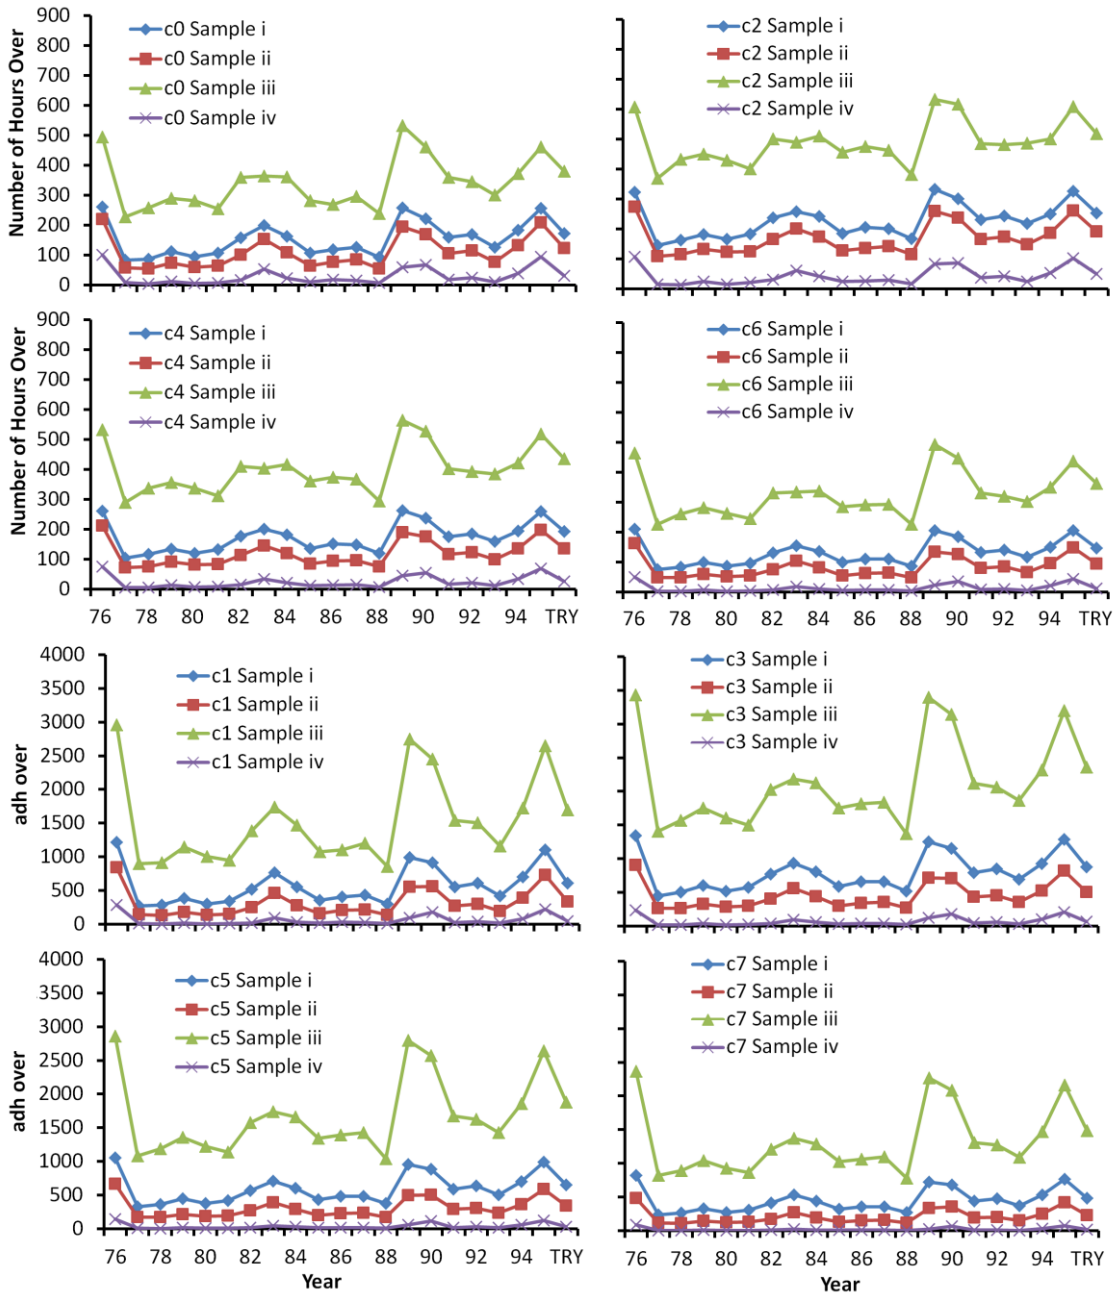 900
800
700
600
500
400
300
200
100
0
Number of Hours Over
c0 Sample i
c0 Sample ii
c0 Sample iii
c0 Sample iv
c2 Sample i
c2 Sample ii
c2 Sample iii
c2 Sample iv
900
800
700
600
500
400
300
200
100
0
Number of Hours Over
c4 Sample i
c4 Sample ii
c4 Sample iii
c4 Sample iv
76 78 80 82 84 86 88 90 92 94 TRY
c6 Sample i
c6 Sample ii
c6 Sample iii
c6 Sample iv
76 78 80 82 84 86 88 90 92 94 TRY
4000
3500
3000
2500
2000
1500
1000
500
0
adh over
c1 Sample i
c1 Sample ii
c1 Sample iii
c1 Sample iv
c3 Sample i
c3 Sample ii
c3 Sample iii
c3 Sample iv
4000
3500
3000
2500
2000
1500
1000
500
0
adh over
c5 Sample i
c5 Sample ii
c5 Sample iii
c5 Sample iv
76 78 80 82 84 86 88 90 92 94 TRY
Year
c7 Sample i
c7 Sample ii
c7 Sample iii
c7 Sample iv
76 78 80 82 84 86 88 90 92 94 TRY
Year